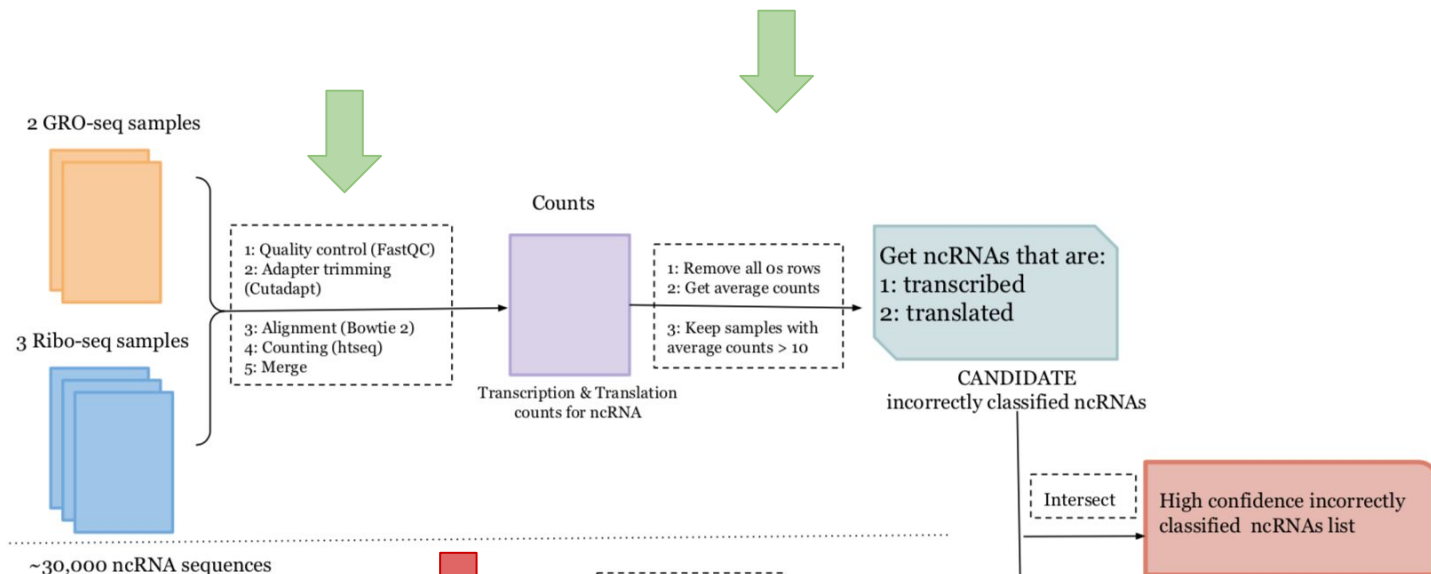 2 GRO-seq samples
3 Ribo-seq samples
1: Quality control (FastQC)
2: Adapter trimming
(Cutadapt)
3: Alignment (Bowtie 2)
4: Counting (htseq)
5: Merge
Counts
Transcription & Translation
counts for ncRNA
1: Remove all 0s rows
2: Get average counts
3: Keep samples with
average counts > 10
Get ncRNAs that are:
1: transcribed
2: translated
CANDIDATE
incorrectly classified ncRNAs
Intersect
High confidence incorrectly
classified ncRNAs list
~30,000 ncRNA sequences